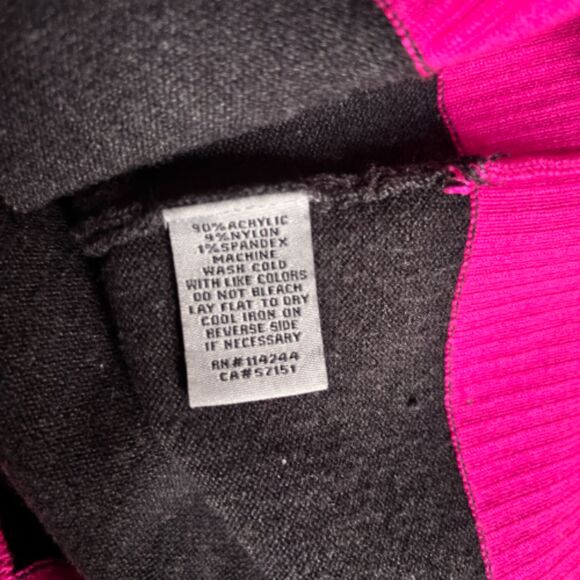 90% ACRYLIC
9% NYLON
1% SPANDEX
MACHINE
WASH COLD
WITH LIKE COLORS
DO NOT BLEACH
LAY FLAT TO DRY
COOL IRON ON
REVERSE SIDE
IF NECESSARY
RN#114244
CA#57151